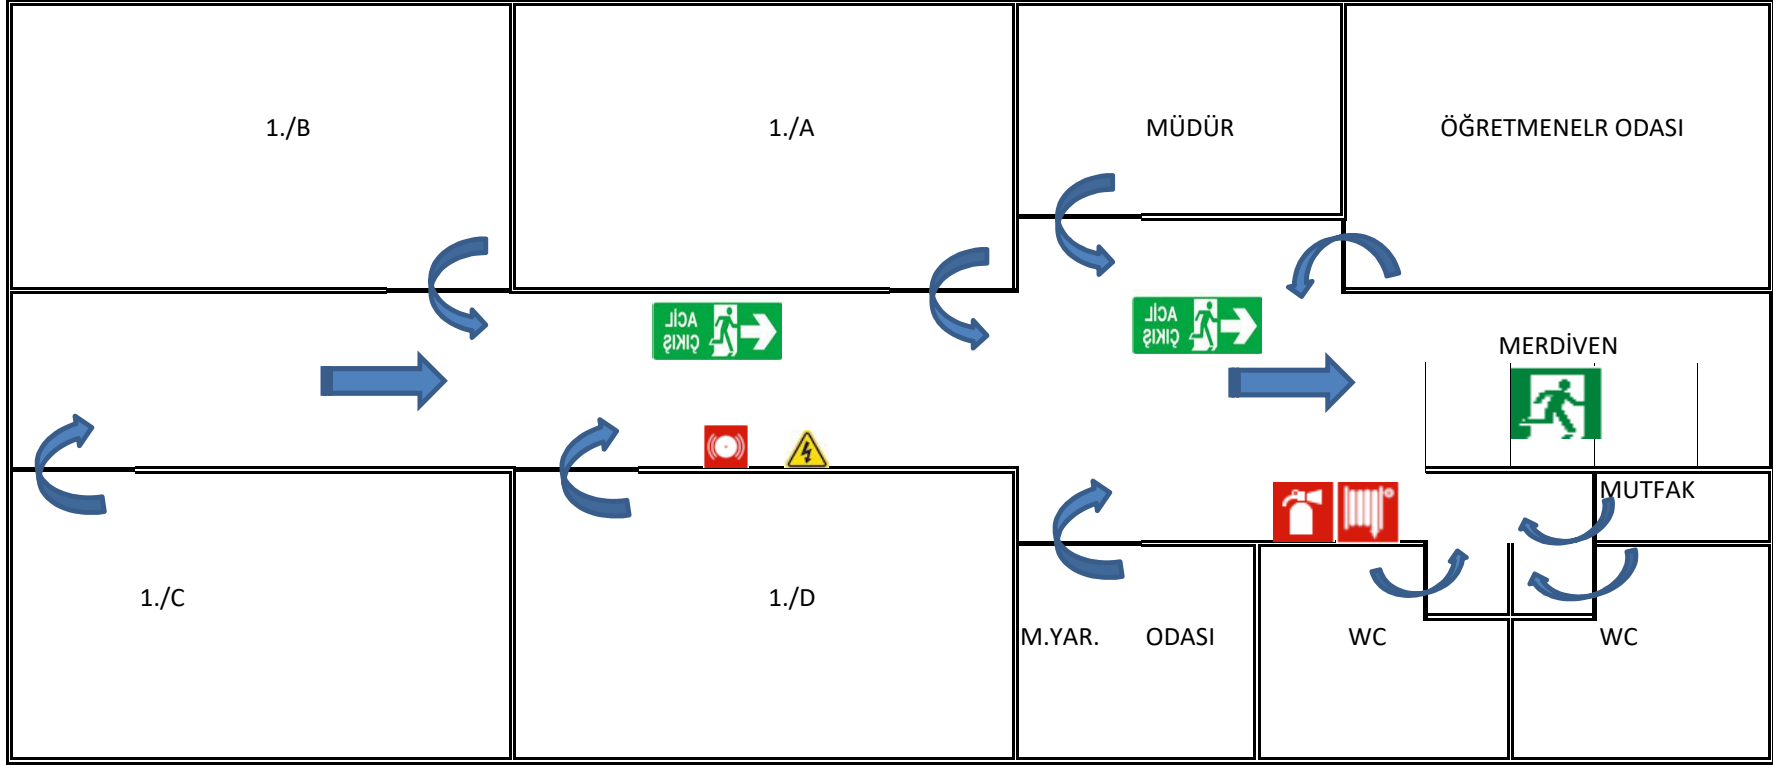 1./B
1./A
MÜDÜR
ÖĞRETMENELR ODASI
ACİL
ÇIKIŞ
ACİL
ÇIKIŞ
MERDİVEN
MUTFAK
1./C
1./D
M.YAR. ODASI
WC
WC